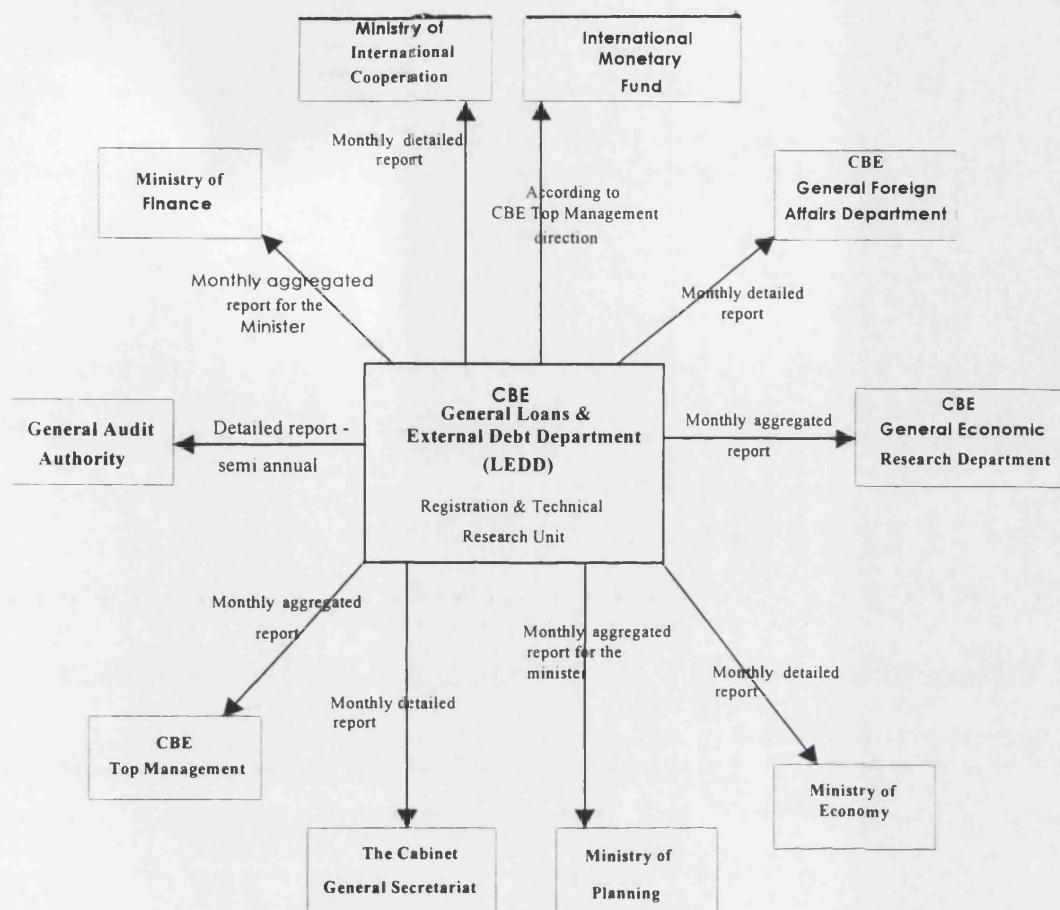 Ministry of
International
Cooperation
International
Monetary
Fund
Monthly detailed
report
According to
CBE Top Management
direction
Ministry of
Finance
CBE
General Foreign
Affairs Department
Monthly aggregated
report for the
Minister
Monthly detailed
report
General Audit
Authority
Detailed report -
semi annual
CBE
General Loans &
External Debt Department
(LEDD)
Registration & Technical
Research Unit
Monthly aggregated
report
CBE
General Economic
Research Department
Monthly aggregated
report
Monthly detailed
report
Monthly aggregated
report for the
minister
Monthly detailed
report
CBE
Top Management
The Cabinet
General Secretariat
Ministry of
Planning
Ministry of
Economy